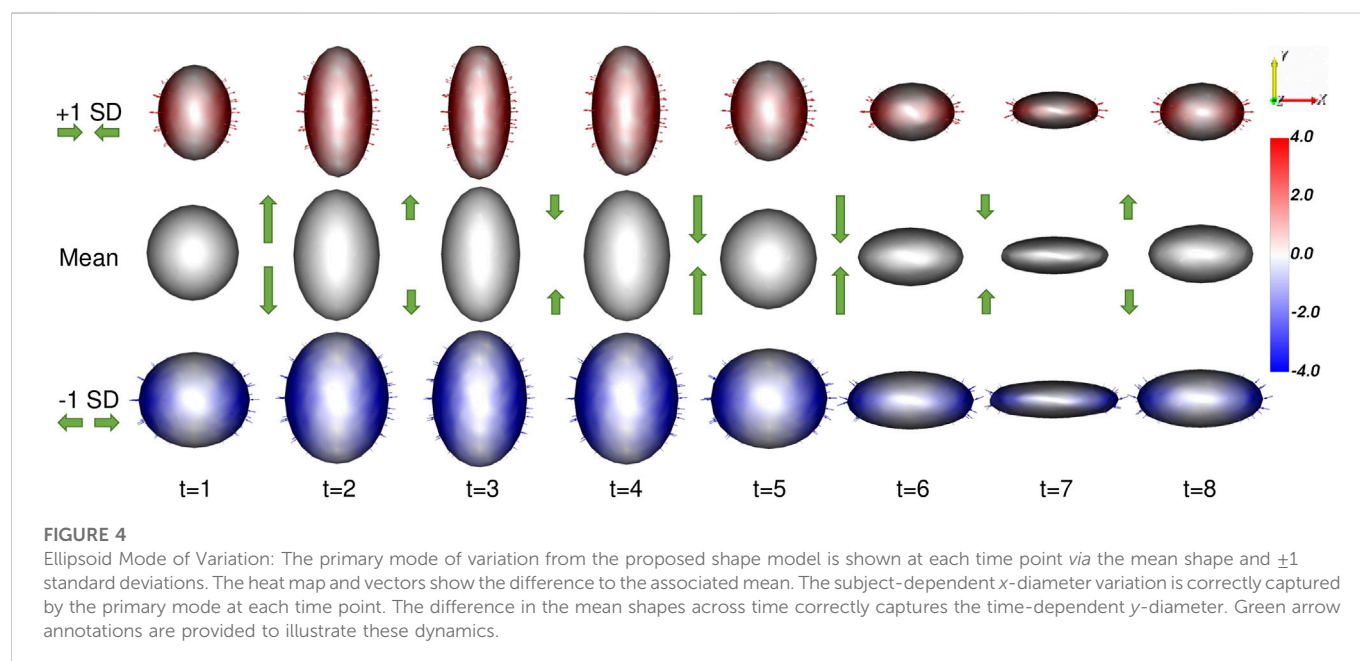 +1 SD
Y
Z
X
4.0
2.0
0.0
-2.0
-4.0
Mean
-1 SD
t=1 t=2 t=3 t=4 t=5 t=6 t=7 t=8
FIGURE 4
Ellipsoid Mode of Variation: The primary mode of variation from the proposed shape model is shown at each time point via the mean shape and ±1
standard deviations. The heat map and vectors show the difference to the associated mean. The subject-dependent x-diameter variation is correctly captured
by the primary mode at each time point. The difference in the mean shapes across time correctly captures the time-dependent y-diameter. Green arrow
annotations are provided to illustrate these dynamics.